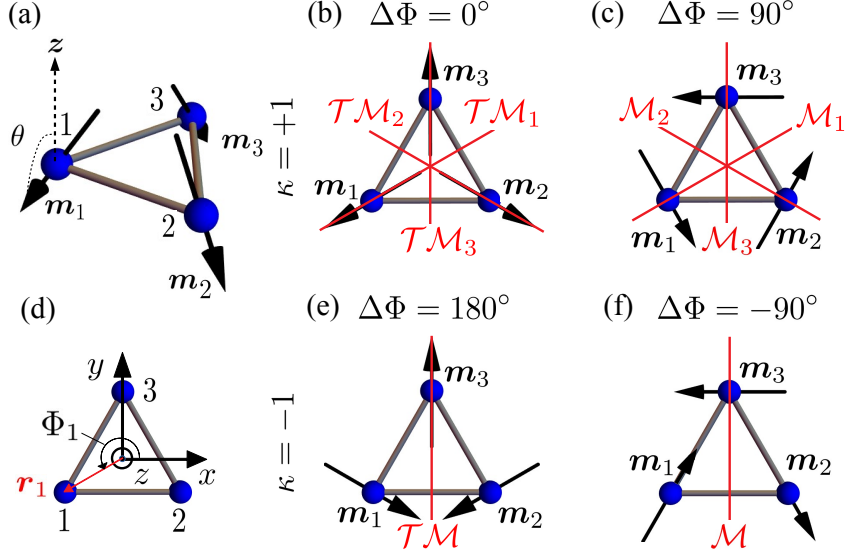 (a)
z
1
3
θ
m₃
m₁
2
m₂
(b) ΔΦ = 0°
κ = +1
m₃
𝒯ℳ₂ 𝒯ℳ₁
m₁ m₂
𝒯ℳ₃
(c) ΔΦ = 90°
m₃
ℳ₂ ℳ₁
m₁ ℳ₃ m₂
(d)
y
3
Φ₁
z x
r₁
1 2
(e) ΔΦ = 180°
κ = −1
m₃
m₁ m₂
𝒯ℳ
(f) ΔΦ = −90°
m₃
m₁ m₂
ℳ